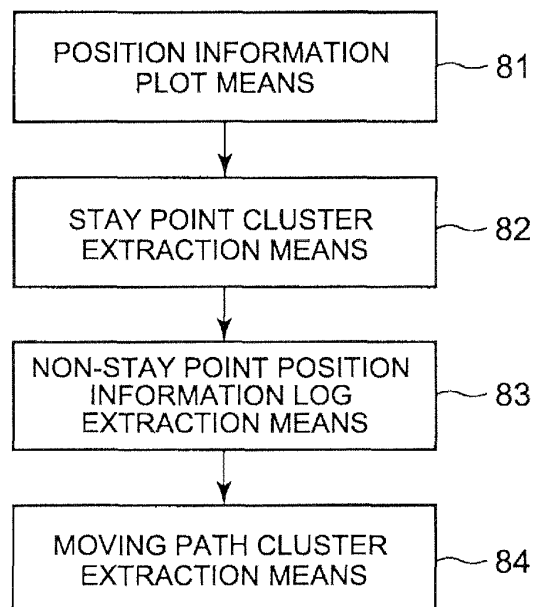 POSITION INFORMATION
PLOT MEANS
81
STAY POINT CLUSTER
EXTRACTION MEANS
82
NON-STAY POINT POSITION
INFORMATION LOG
EXTRACTION MEANS
83
MOVING PATH CLUSTER
EXTRACTION MEANS
84